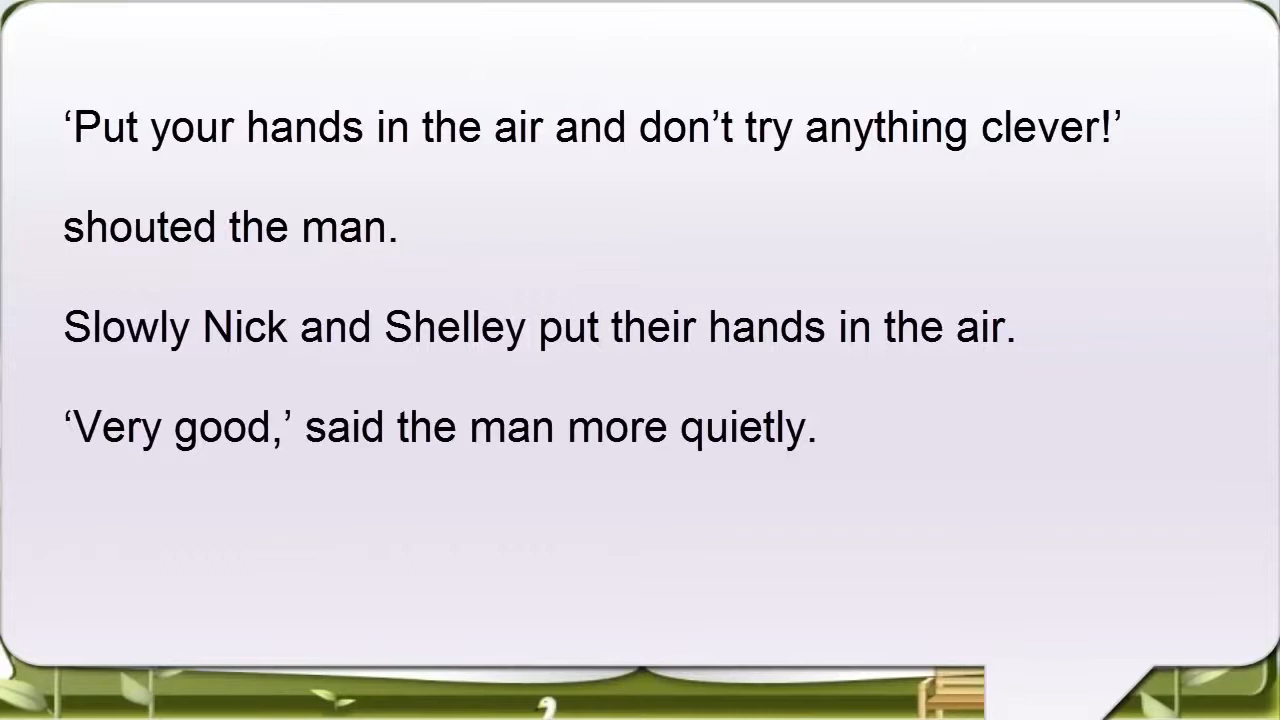 ‘Put your hands in the air and don’t try anything clever!’
shouted the man.
Slowly Nick and Shelley put their hands in the air.
‘Very good,’ said the man more quietly.